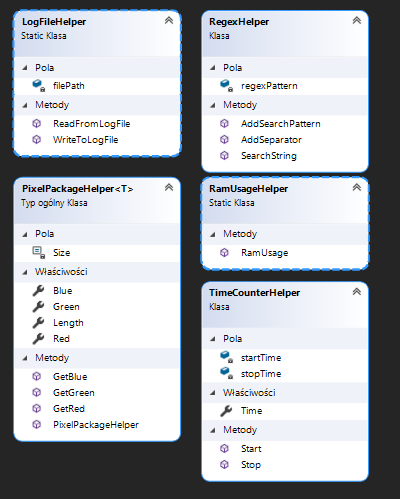 LogFileHelper
Static Klasa
Pola
filePath
Metody
ReadFromLogFile
WriteToLogFile
RegexHelper
Klasa
Pola
regexPattern
Metody
AddSearchPattern
AddSeparator
SearchString
PixelPackageHelper<T>
Typ ogólny Klasa
Pola
Size
Właściwości
Blue
Green
Length
Red
Metody
GetBlue
GetGreen
GetRed
PixelPackageHelper
RamUsageHelper
Static Klasa
Metody
RamUsage
TimeCounterHelper
Klasa
Pola
startTime
stopTime
Właściwości
Time
Metody
Start
Stop